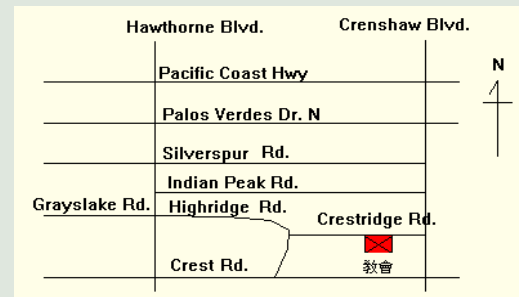 Hawthorne Blvd.
Crenshaw Blvd.
N
Pacific Coast Hwy
Palos Verdes Dr. N
Silverspur Rd.
Indian Peak Rd.
Grayslake Rd.
Highridge Rd.
Crestridge Rd.
Crest Rd.
教會